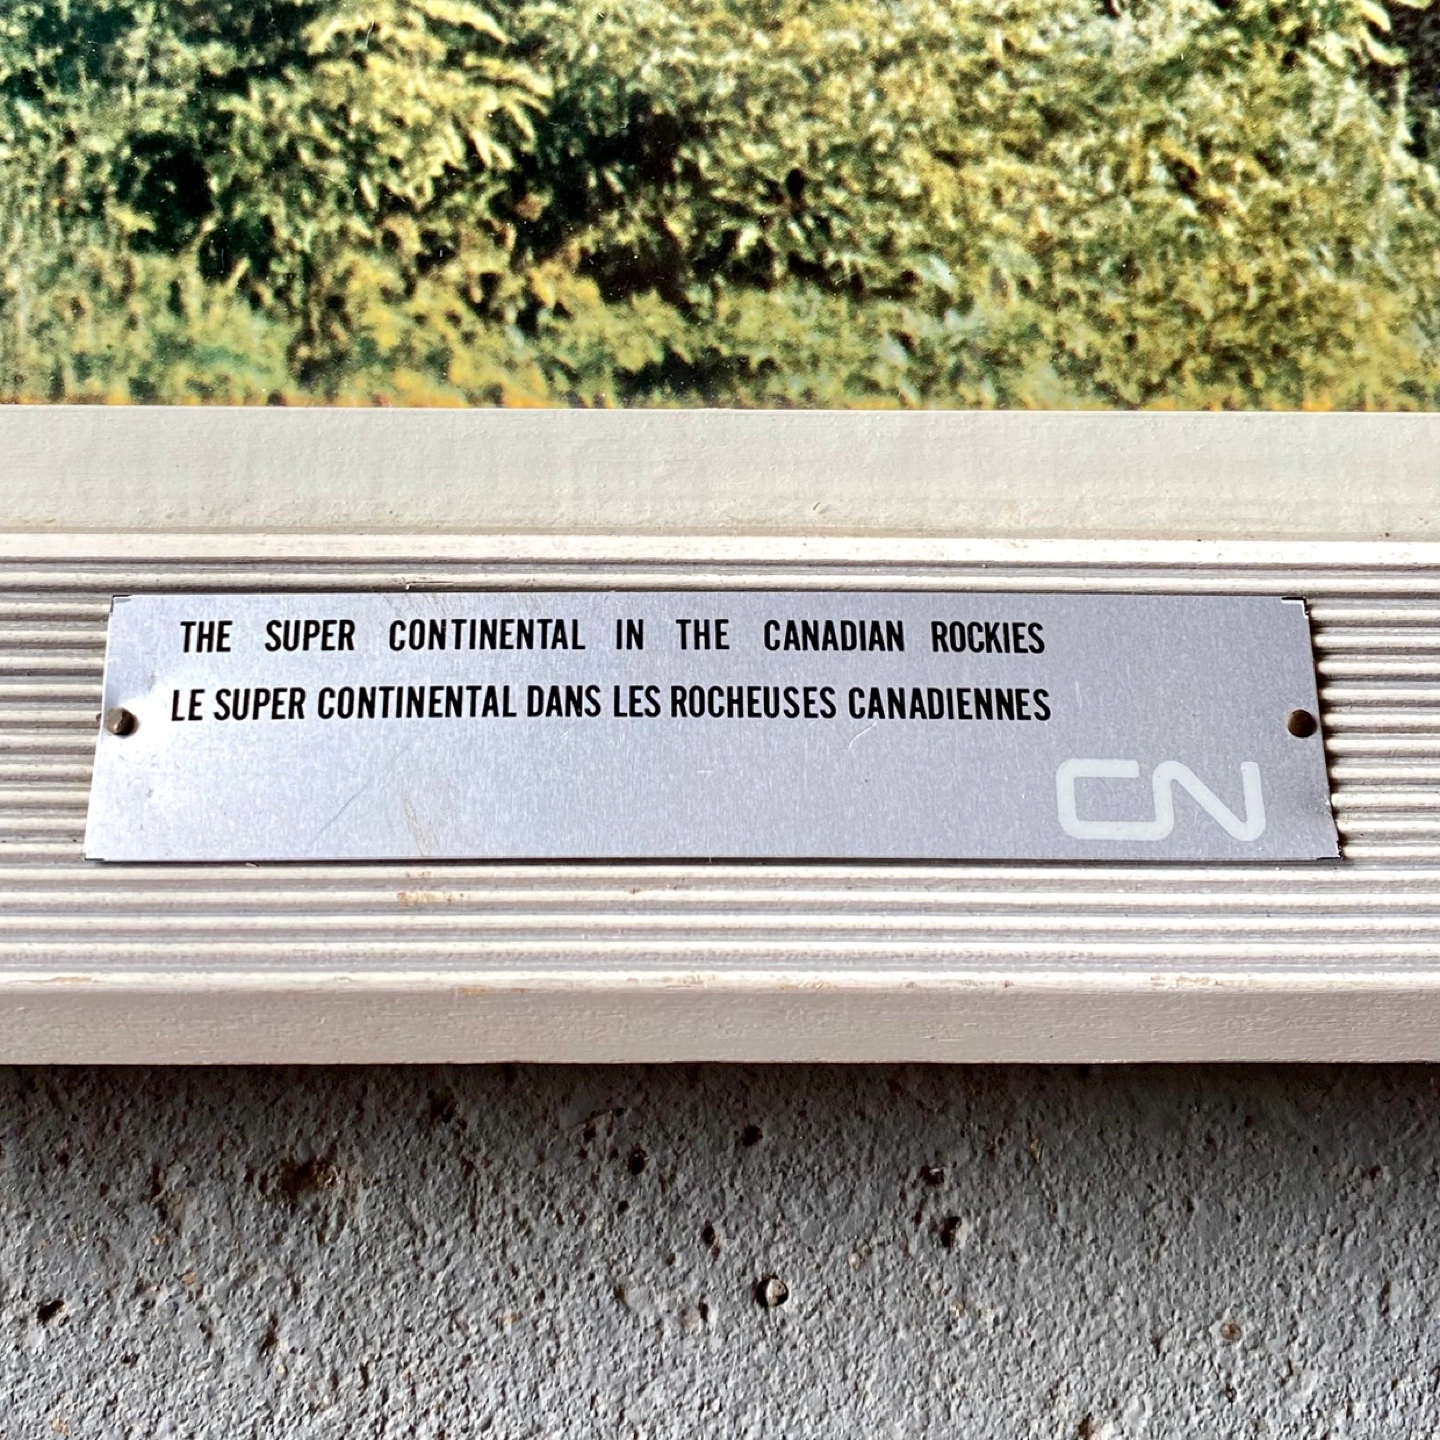 THE SUPER CONTINENTAL IN THE CANADIAN ROCKIES
LE SUPER CONTINENTAL DANS LES ROCHEUSES CANADIENNES
CN